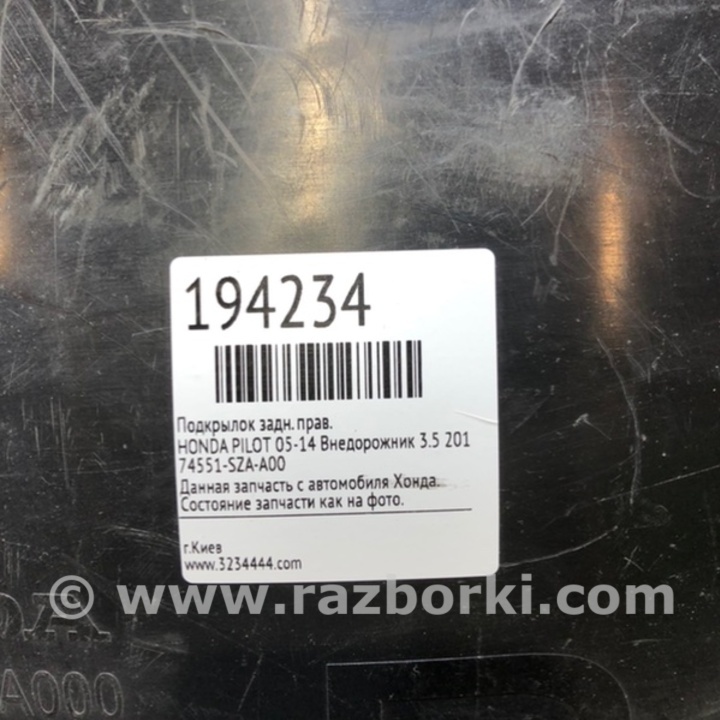 194234
Подкрылок задн. прав.
HONDA PILOT 05-14 Внедорожник 3.5 201
74551-SZA-A00
Данная запчасть с автомобиля Хонда.
Состояние запчасти как на фото.
г.Киев
www.3234444.com
© www.razborki.com
A000